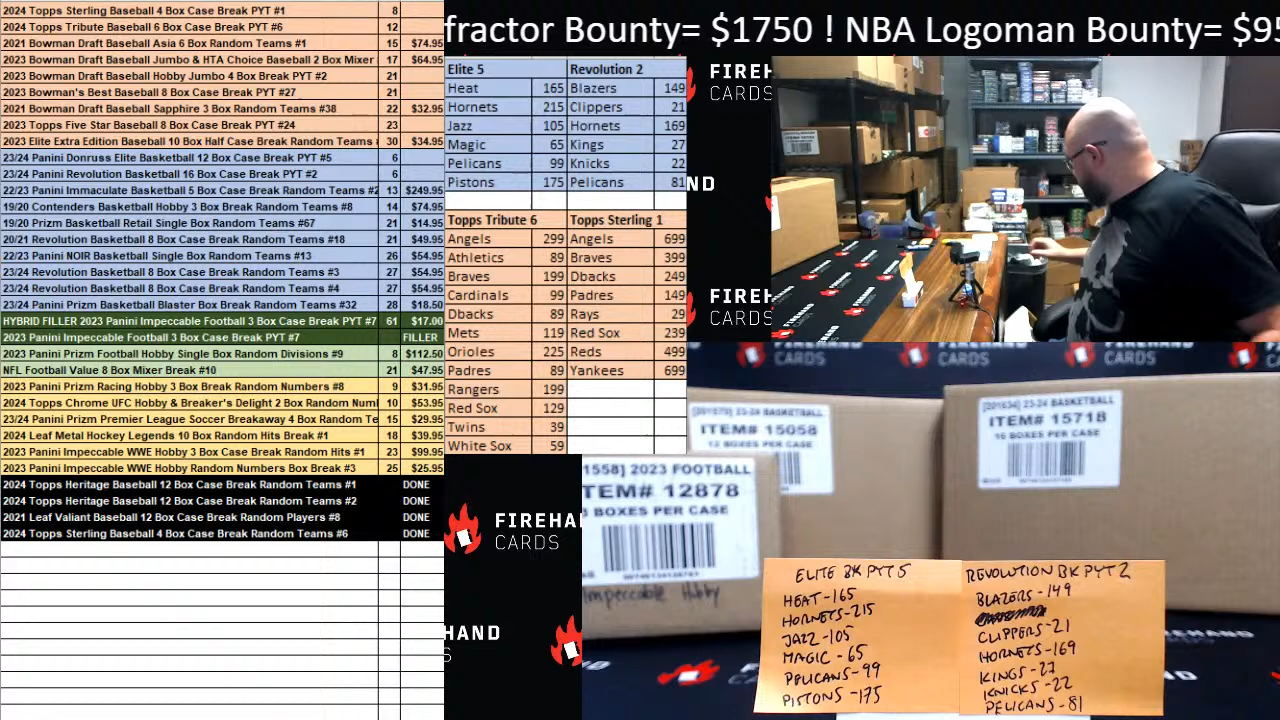 2024 Topps Sterling 4 Box Case Break PYT #1 8
2024 Topps Tribute Baseball 6 Box Case Break PYT #6 12
2021 Bowman Draft Baseball Asia 6 Box Random Teams #1 15 $74.95
2023 Bowman Draft Baseball Jumbo & HTA Choice Baseball 2 Box Mixer 17 $64.95
2023 Bowman Draft Baseball Hobby Jumbo 4 Box Break PYT #2 21
2023 Bowman's Best Baseball 8 Box Case Break PYT #27 21
2021 Bowman Draft Baseball Sapphire 3 Box Random Teams #38 22 $32.95
2023 Topps Five Star Baseball 8 Box Case Break PYT #24 23
2023 Elite Extra Edition Baseball 10 Box Half Case Break Random Teams 30 $34.95
23/24 Panini Donruss Elite Basketball 12 Box Case Break PYT #5 6
23/24 Panini Revolution Basketball 16 Box Case Break PYT #2 6
22/23 Panini Immaculate Basketball 5 Box Case Break Random Teams #2 13 $249.95
19/20 Contenders Basketball Hobby 3 Box Break Random Teams #8 14 $74.95
19/20 Prizm Basketball Retail Single Box Random Teams #67 21 $14.95
20/21 Revolution Basketball 8 Box Case Break Random Teams #18 21 $49.95
22/23 Panini NOIR Basketball Single Box Random Teams #13 26 $54.95
23/24 Revolution Basketball 8 Box Case Break Random Teams #3 27 $54.95
23/24 Revolution Basketball 8 Box Case Break Random Teams #4 27 $54.95
23/24 Panini Prizm Basketball Blaster Box Break Random Teams #32 28 $18.50
HYBRID FILLER 2023 Panini Impeccable Football 3 Box Case Break PYT #7 61 $17.00
2023 Panini Impeccable Football 3 Box Case Break PYT #7 FILLER
2023 Panini Prizm Football Hobby Single Box Random Divisions #9 8 $112.50
NFL Football Value 8 Box Mixer Break #10 21 $47.95
2023 Panini Prizm Racing Hobby 3 Box Break Random Numbers #8 9 $31.95
2024 Topps Chrome UFC Hobby & Breaker's Delight 2 Box Random Numl 10 $53.95
23/24 Panini Prizm Premier League Soccer Breakaway 4 Box Random Te 15 $29.95
2024 Leaf Metal Hockey Legends 10 Box Random Hits Break #1 18 $39.95
2023 Panini Impeccable WWE Hobby 3 Box Case Break Random Hits #1 23 $99.95
2023 Panini Impeccable WWE Hobby Random Numbers Box Break #3 25 $25.95
2024 Topps Heritage Baseball 12 Box Case Break Random Teams #1 DONE
2024 Topps Heritage Baseball 12 Box Case Break Random Teams #2 DONE
2021 Leaf Valiant Baseball 12 Box Case Break Random Players #8 DONE
2024 Topps Sterling Baseball 4 Box Case Break Random Teams #6 DONE
fractor Bounty= $1750 ! NBA Logoman Bounty= $95
Elite 5 Revolution 2
Heat 165 Blazers 149
Hornets 215 Clippers 21
Jazz 105 Hornets 169
Magic 65 Kings 27
Pelicans 99 Knicks 22
Pistons 175 Pelicans 81
Topps Tribute 6 Topps Sterling 1
Angels 299 Angels 699
Athletics 89 Braves 399
Braves 199 Dbacks 249
Cardinals 99 Padres 149
Dbacks 89 Rays 29
Mets 119 Red Sox 239
Orioles 225 Reds 499
Padres 89 Yankees 699
Rangers 199
Red Sox 129
Twins 39
White Sox 59
FIREH
CARDS
ND
FIREH
CARDS
FIREHA
CARDS
HAND
S
CARDS
[201634] 23-24 BASKETBALL
ITEM# 15718
16 BOXES PER CASE
23-24 BASKETBALL
ITEM# 15058
12 BOXES PER CASE
1558] 2023 FOOTBALL
TEM# 12878
3 BOXES PER CASE
Impeccable Hobby
ELITE BK PYT 5
HEAT-165
HORNETS-215
JAZZ-105
MAGIC-65
PELICANS-99
PISTONS-175
REVOLUTION BK PYT 2
BLAZERS-149
CLIPPERS-21
HORNETS-169
KINGS-27
KNICKS-22
PELICANS-81
FIREHAND
CARDS